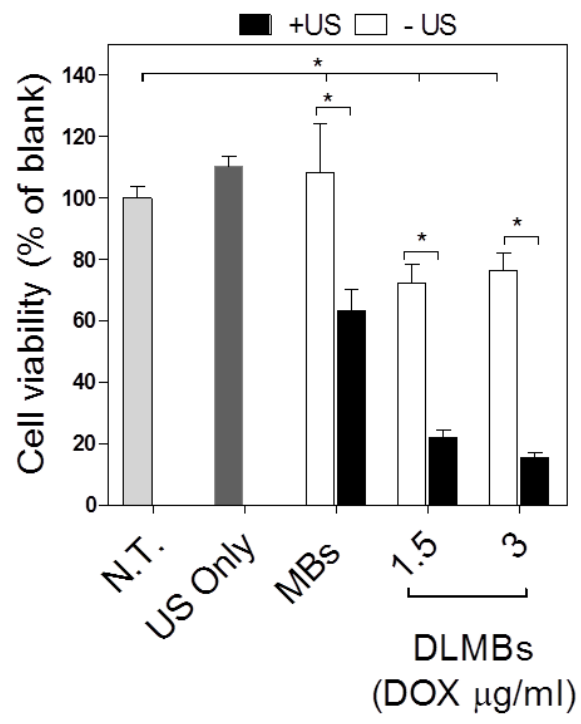 +US - US
Cell viability (% of blank)
140
120
100
80
60
40
20
0
*
*
*
*
N.T.
US Only
MBs
1.5
3
DLMBs
(DOX μg/ml)